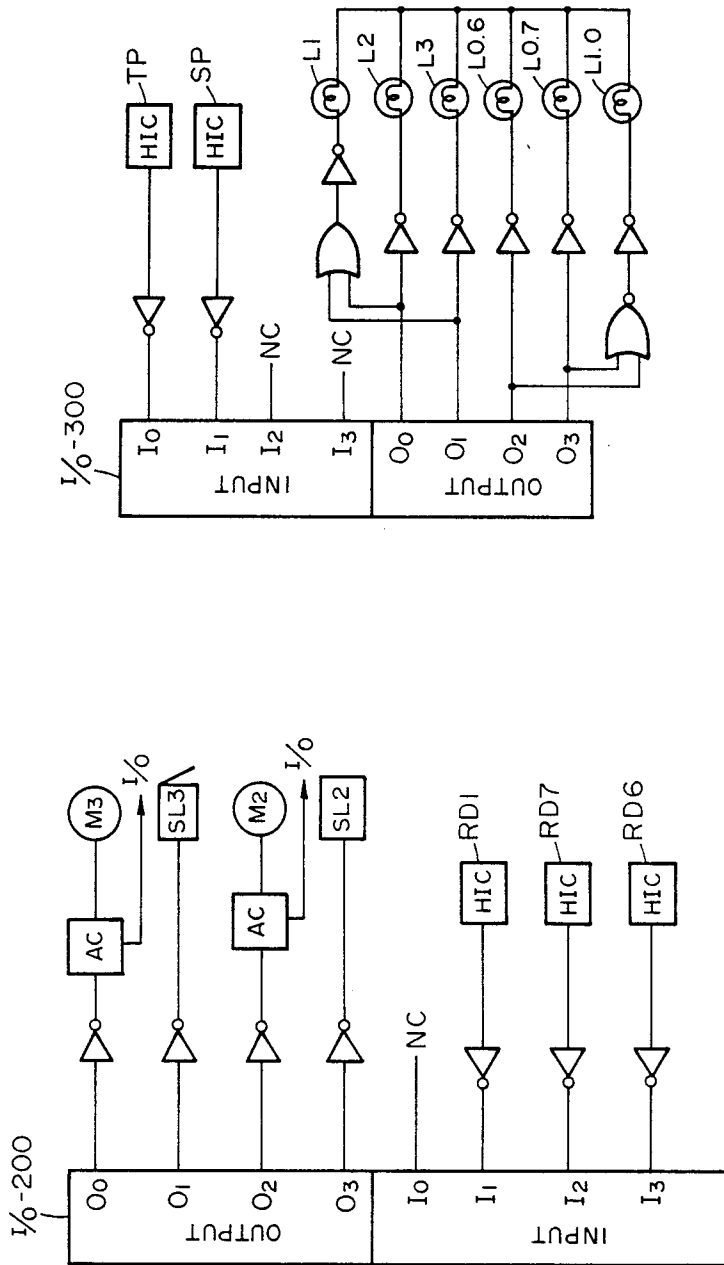 I/O-300
INPUT
I0
I1
I2
I3
OUTPUT
O0
O1
O2
O3
HIC
TP
HIC
SP
NC
NC
L1
L2
L3
L0.6
L0.7
L1.0
I/O-200
OUTPUT
O0
O1
O2
O3
INPUT
I0
I1
I2
I3
AC
M3
I/O
SL3
AC
M2
I/O
SL2
NC
HIC
RD1
HIC
RD7
HIC
RD6